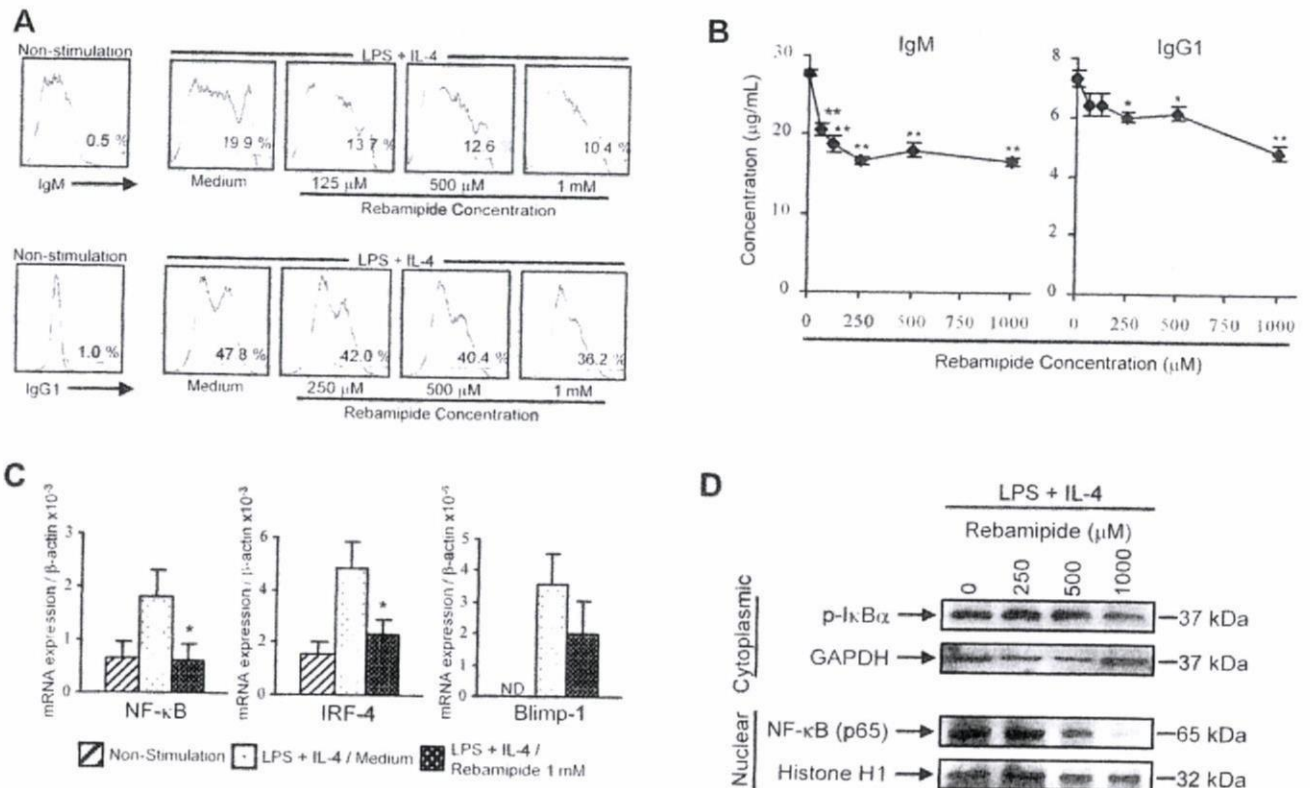 A
Non-stimulation
LPS + IL-4
0.5 %
19.9 %
13.7 %
12.6
10.4 %
IgM
Medium
125 μM
500 μM
1 mM
Rebamipide Concentration
Non-stimulation
LPS + IL-4
1.0 %
47.8 %
42.0 %
40.4 %
36.2 %
IgG1
Medium
250 μM
500 μM
1 mM
Rebamipide Concentration
B
IgM
IgG1
Concentration (μg/mL)
30
20
10
0
**
**
**
**
**
8
6
4
2
0
*
*
**
0 250 500 750 1000
0 250 500 750 1000
Rebamipide Concentration (μM)
C
mRNA expression / β-actin x10-3
3
2
1
0
*
NF-κB
mRNA expression / β-actin x10-3
6
4
2
0
*
IRF-4
mRNA expression / β-actin x10-5
5
4
3
2
1
0
ND
Blimp-1
Non-Stimulation
LPS + IL-4 / Medium
LPS + IL-4 /
Rebamipide 1 mM
D
LPS + IL-4
Rebamipide (μM)
0 250 500 1000
Cytoplasmic
p-IκBα
37 kDa
GAPDH
37 kDa
Nuclear
NF-κB (p65)
65 kDa
Histone H1
32 kDa